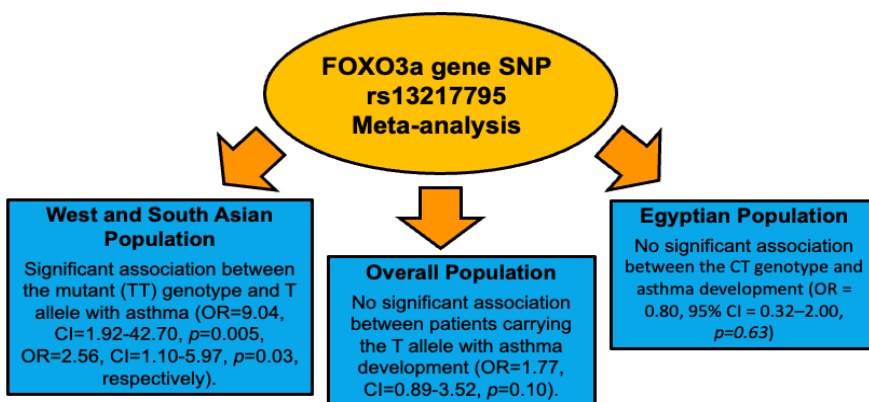 FOXO3a gene SNP
rs13217795
Meta-analysis
West and South Asian
Population
Significant association between
the mutant (TT) genotype and T
allele with asthma (OR=9.04,
CI=1.92-42.70, p=0.005,
OR=2.56, CI=1.10-5.97, p=0.03,
respectively).
Overall Population
No significant association
between patients carrying
the T allele with asthma
development (OR=1.77,
CI=0.89-3.52, p=0.10).
Egyptian Population
No significant association
between the CT genotype and
asthma development (OR =
0.80, 95% CI = 0.32–2.00,
p=0.63)